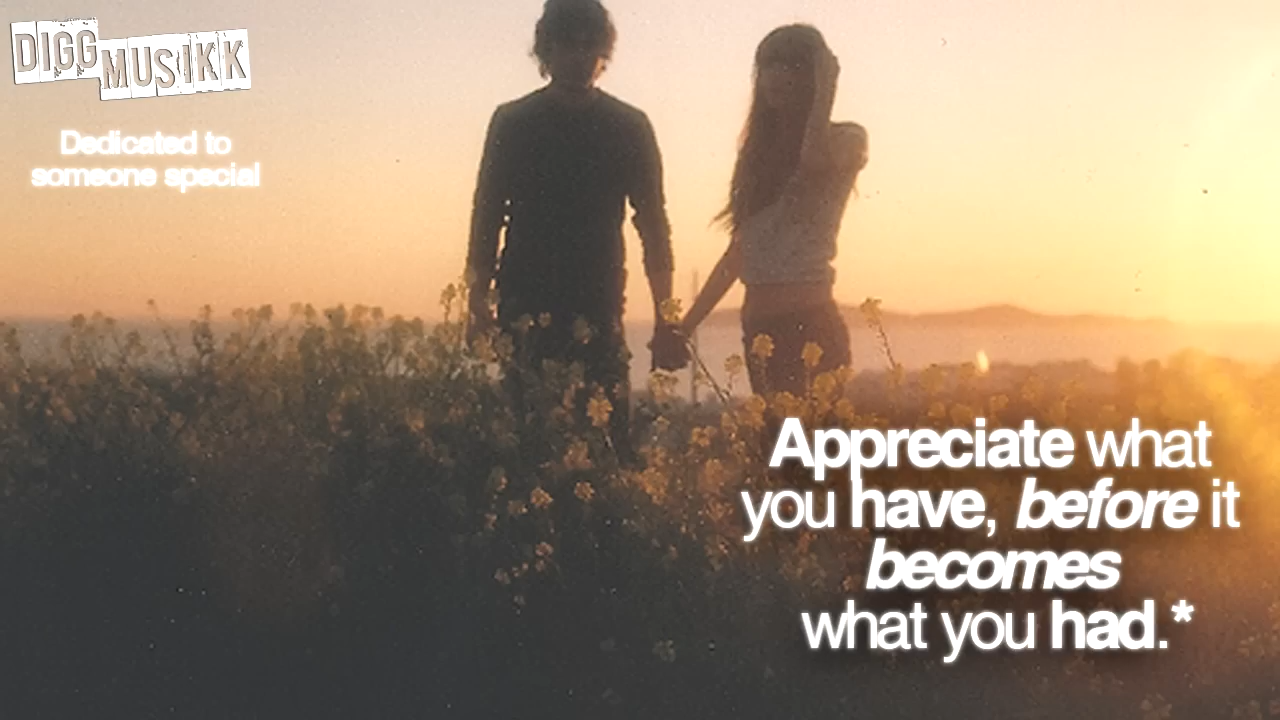 DIGG
MUSIKK
Dedicated to
someone special
Appreciate what
you have, before it
becomes
what you had.*